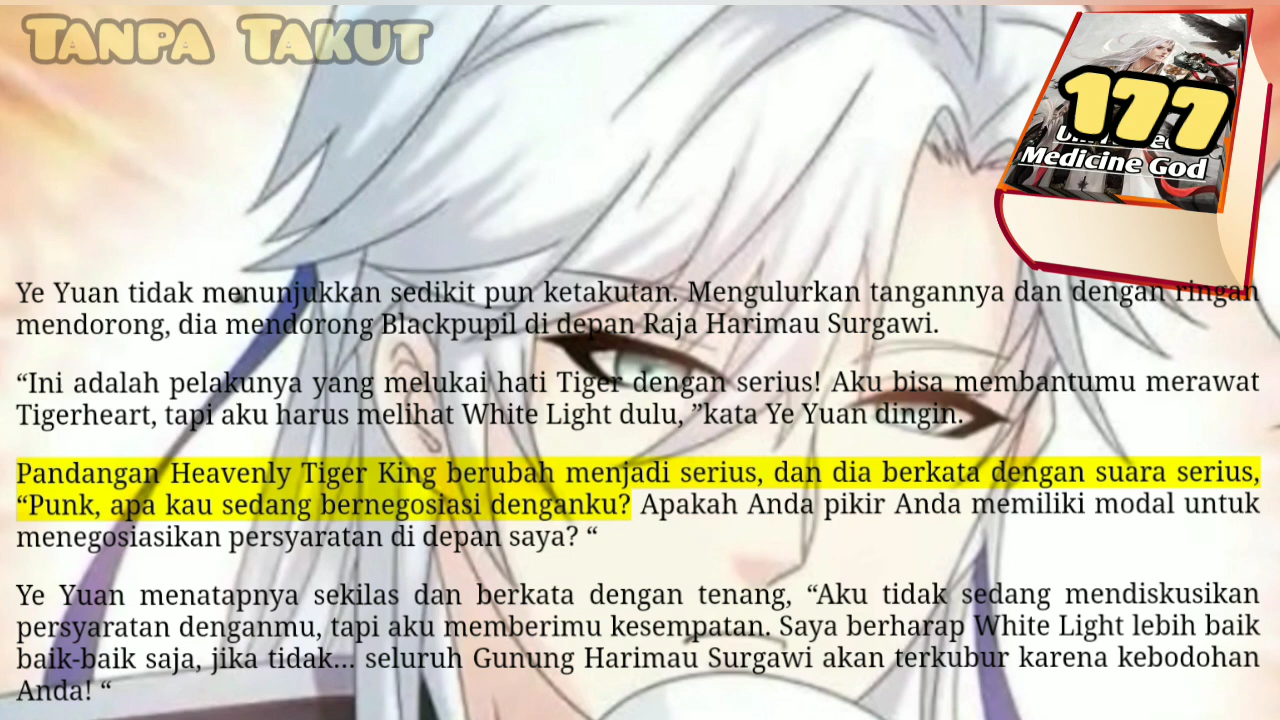 Tanpa Takut
177
Medicine God
Ye Yuan tidak menunjukkan sedikit pun ketakutan. Mengulurkan tangannya dan dengan ringan
mendorong, dia mendorong Blackpupil di depan Raja Harimau Surgawi.
“Ini adalah pelakunya yang melukai hati Tiger dengan serius! Aku bisa membantumu merawat
Tigerheart, tapi aku harus melihat White Light dulu, ”kata Ye Yuan dingin.
Pandangan Heavenly Tiger King berubah menjadi serius, dan dia berkata dengan suara serius,
“Punk, apa kau sedang bernegosiasi denganku? Apakah Anda pikir Anda memiliki modal untuk
menegosiasikan persyaratan di depan saya? “
Ye Yuan menatapnya sekilas dan berkata dengan tenang, “Aku tidak sedang mendiskusikan
persyaratan denganmu, tapi aku memberimu kesempatan. Saya berharap White Light lebih baik
baik-baik saja, jika tidak… seluruh Gunung Harimau Surgawi akan terkubur karena kebodohan
Anda! “